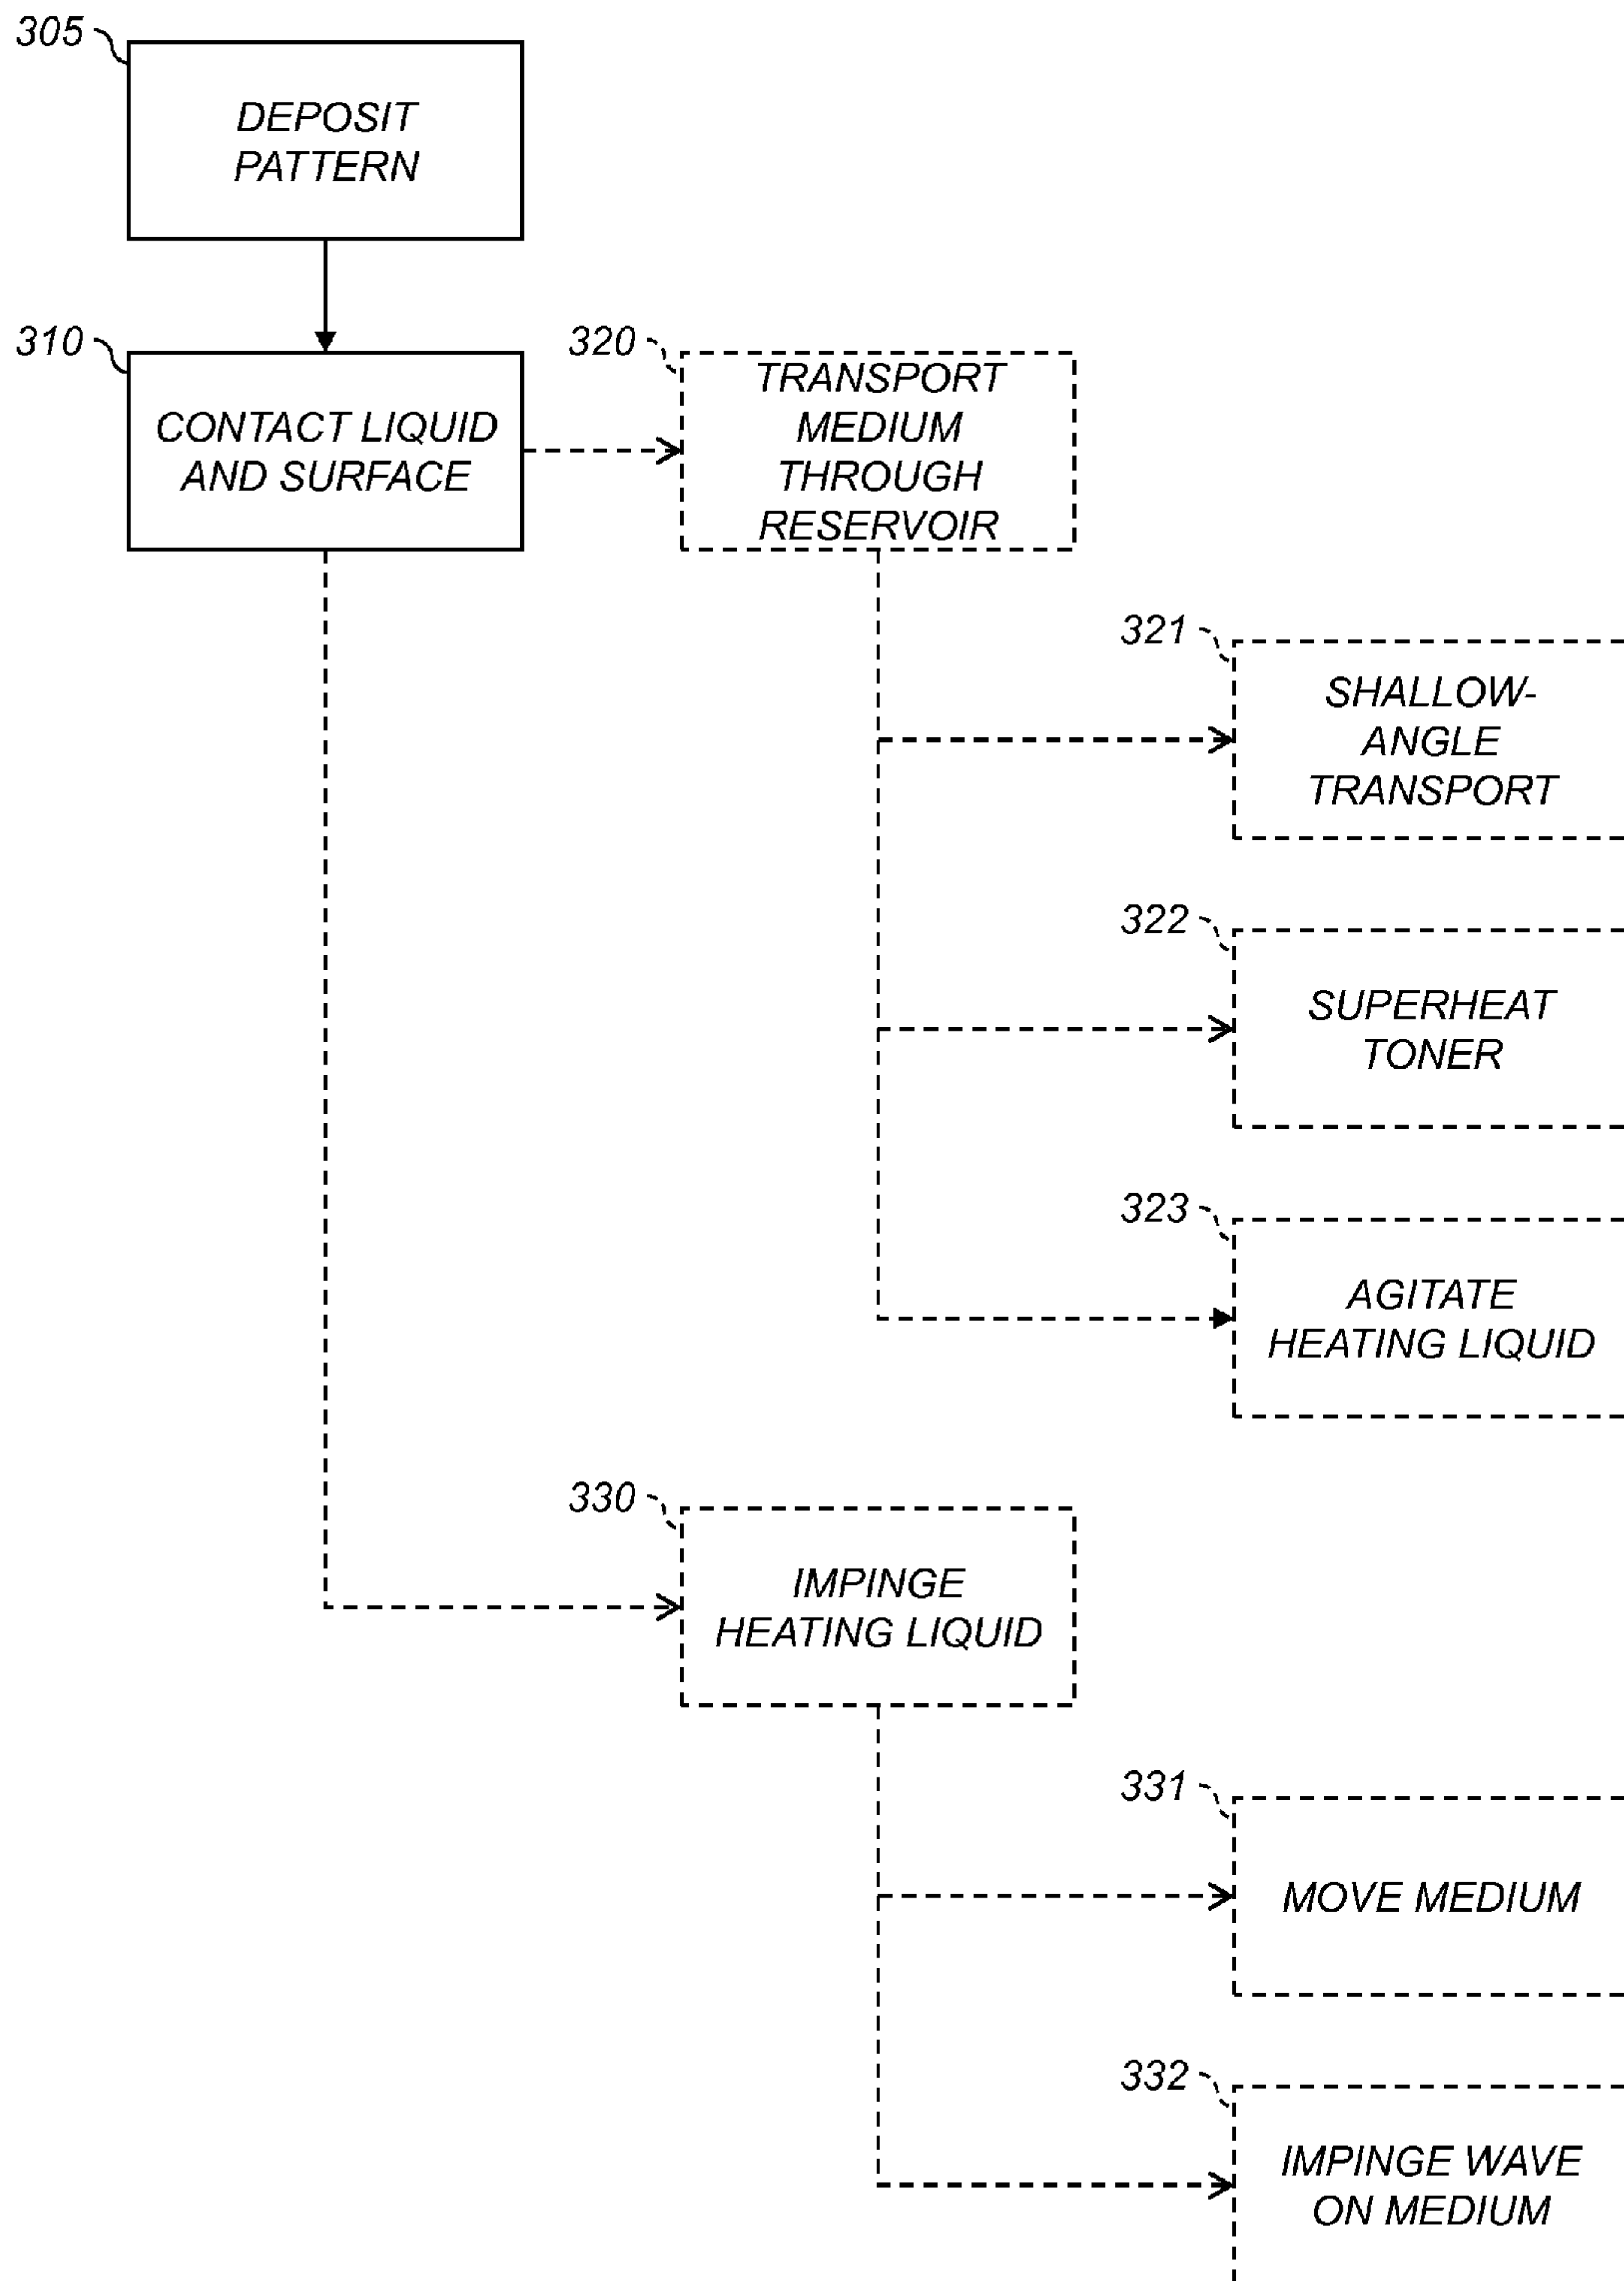 305
DEPOSIT
PATTERN
310
CONTACT LIQUID
AND SURFACE
320
TRANSPORT
MEDIUM
THROUGH
RESERVOIR
321
SHALLOW-
ANGLE
TRANSPORT
322
SUPERHEAT
TONER
323
AGITATE
HEATING LIQUID
330
IMPINGE
HEATING LIQUID
331
MOVE MEDIUM
332
IMPINGE WAVE
ON MEDIUM